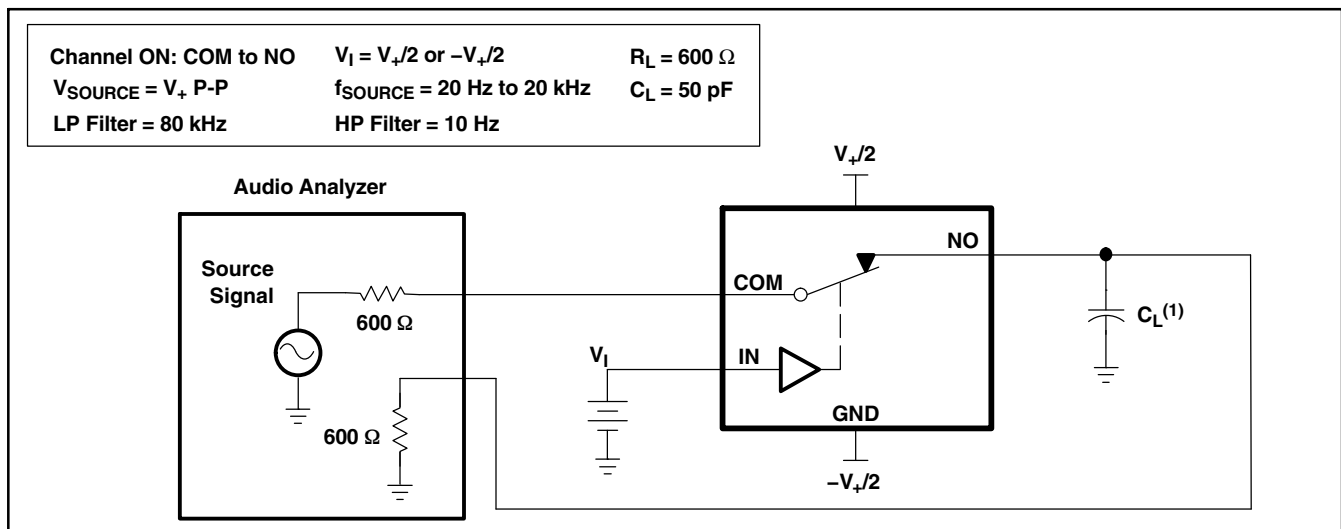 Channel ON: COM to NO V_I = V_+/2 or −V_+/2 R_L = 600 Ω
V_SOURCE = V_+ P-P f_SOURCE = 20 Hz to 20 kHz C_L = 50 pF
LP Filter = 80 kHz HP Filter = 10 Hz
V_+/2
Audio Analyzer
NO
Source
Signal
COM
600 Ω
C_L^(1)
V_I
IN
GND
600 Ω
−V_+/2